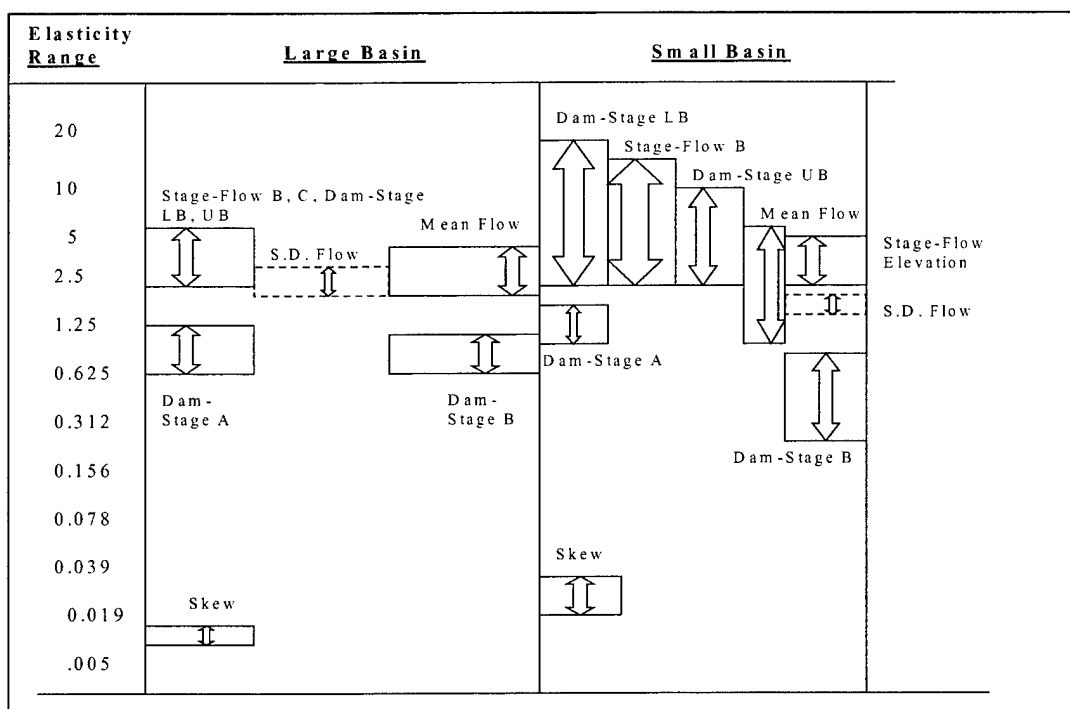 Elasticity
Range
Large Basin
Small Basin
20
10
5
2.5
1.25
0.625
0.312
0.156
0.078
0.039
0.019
.005
Stage-Flow B, C, Dam-Stage
LB, UB
S.D. Flow
Mean Flow
Dam-
Stage A
Dam-
Stage B
Skew
Dam-Stage LB
Stage-Flow B
Dam-Stage UB
Mean Flow
Stage-Flow
Elevation
S.D. Flow
Dam-Stage A
Dam-Stage B
Skew